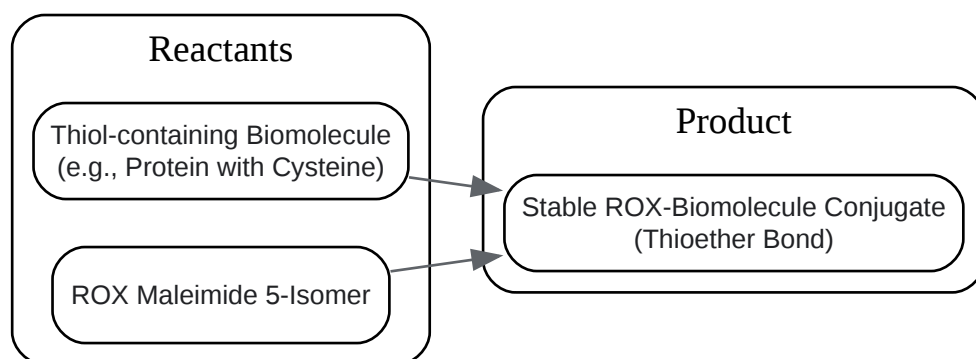 Reactants
Thiol-containing Biomolecule
(e.g., Protein with Cysteine)
ROX Maleimide 5-Isomer
Product
Stable ROX-Biomolecule Conjugate
(Thioether Bond)